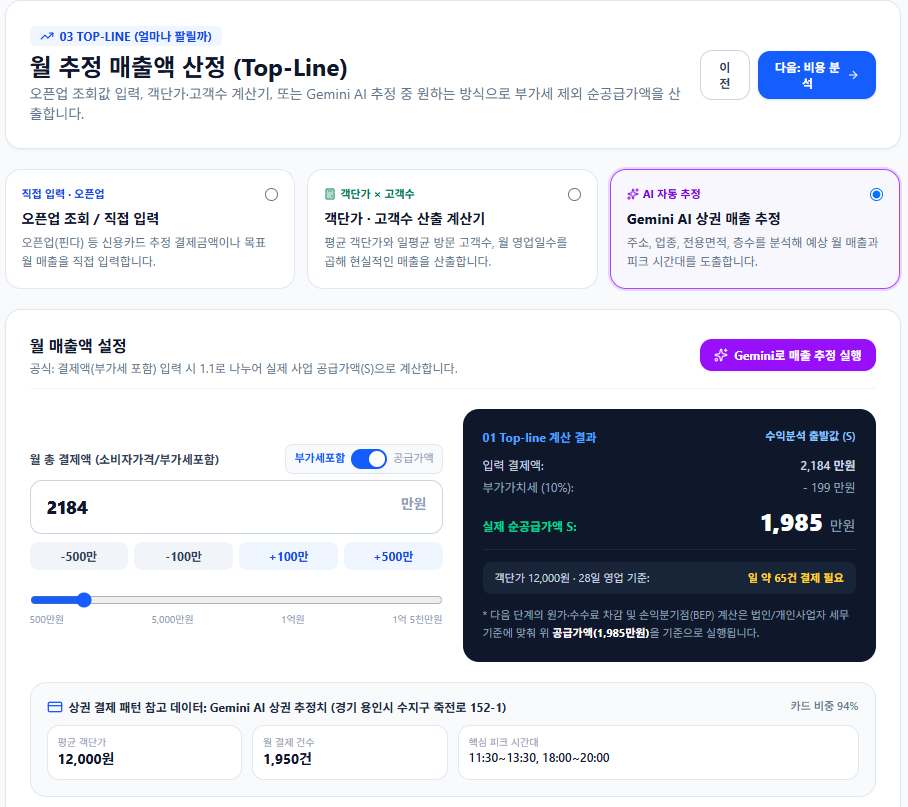 03 TOP-LINE (얼마나 팔릴까)
월 추정 매출액 산정 (Top-Line)
오픈업 조회값 입력, 객단가·고객수 계산기, 또는 Gemini AI 추정 중 원하는 방식으로 부가세 제외 순공급가액을 산
출합니다.
이
전
다음: 비용 분
석
직접 입력 · 오픈업
오픈업 조회 / 직접 입력
오픈업(핀다) 등 신용카드 추정 결제금액이나 목표
월 매출을 직접 입력합니다.
객단가 × 고객수
객단가 · 고객수 산출 계산기
평균 객단가와 일평균 방문 고객수, 월 영업일수를
곱해 현실적인 매출을 산출합니다.
AI 자동 추정
Gemini AI 상권 매출 추정
주소, 업종, 전용면적, 층수를 분석해 예상 월 매출과
피크 시간대를 도출합니다.
월 매출액 설정
공식: 결제액(부가세 포함) 입력 시 1.1로 나누어 실제 사업 공급가액(S)으로 계산합니다.
Gemini로 매출 추정 실행
월 총 결제액 (소비자가격/부가세포함)
부가세포함 공급가액
2184 만원
-500만 -100만 +100만 +500만
500만원 5,000만원 1억원 1억 5천만원
01 Top-line 계산 결과 수익분석 출발값 (S)
입력 결제액: 2,184 만원
부가가치세 (10%): - 199 만원
실제 순공급가액 S: 1,985 만원
객단가 12,000원 · 28일 영업 기준: 일 약 65건 결제 필요
* 다음 단계의 원가·수수료 차감 및 손익분기점(BEP) 계산은 법인/개인사업자 세무
기준에 맞춰 위 공급가액(1,985만원)을 기준으로 실행됩니다.
상권 결제 패턴 참고 데이터: Gemini AI 상권 추정치 (경기 용인시 수지구 죽전로 152-1) 카드 비중 94%
평균 객단가
12,000원
월 결제 건수
1,950건
핵심 피크 시간대
11:30~13:30, 18:00~20:00